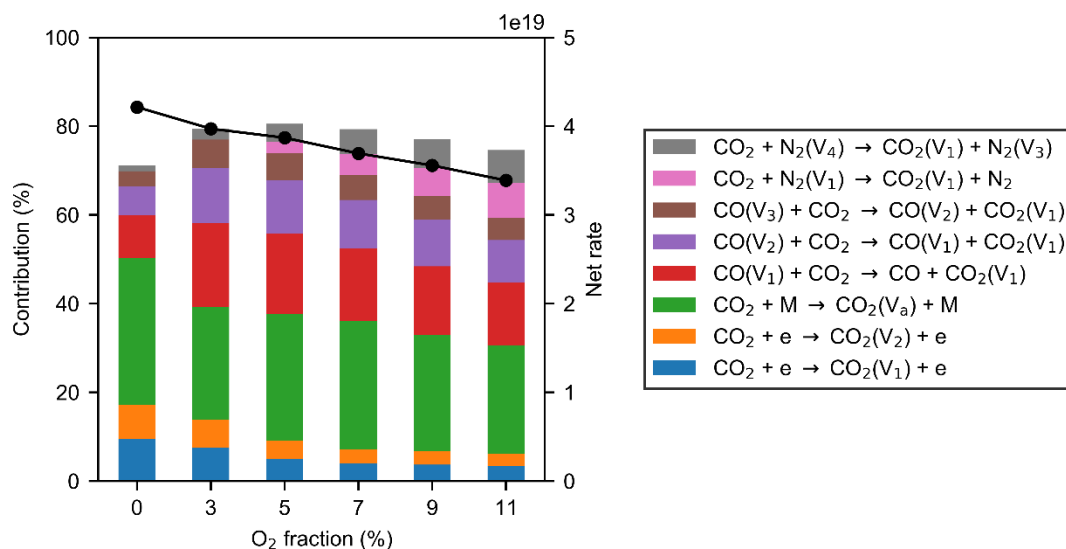 1e19
100
80
60
40
20
0
Contribution (%)
0
3
5
7
9
11
O₂ fraction (%)
5
4
3
2
1
0
Net rate
CO₂ + N₂(V₄) → CO₂(V₁) + N₂(V₃)
CO₂ + N₂(V₁) → CO₂(V₁) + N₂
CO(V₃) + CO₂ → CO(V₂) + CO₂(V₁)
CO(V₂) + CO₂ → CO(V₁) + CO₂(V₁)
CO(V₁) + CO₂ → CO + CO₂(V₁)
CO₂ + M → CO₂(Vₐ) + M
CO₂ + e → CO₂(V₂) + e
CO₂ + e → CO₂(V₁) + e